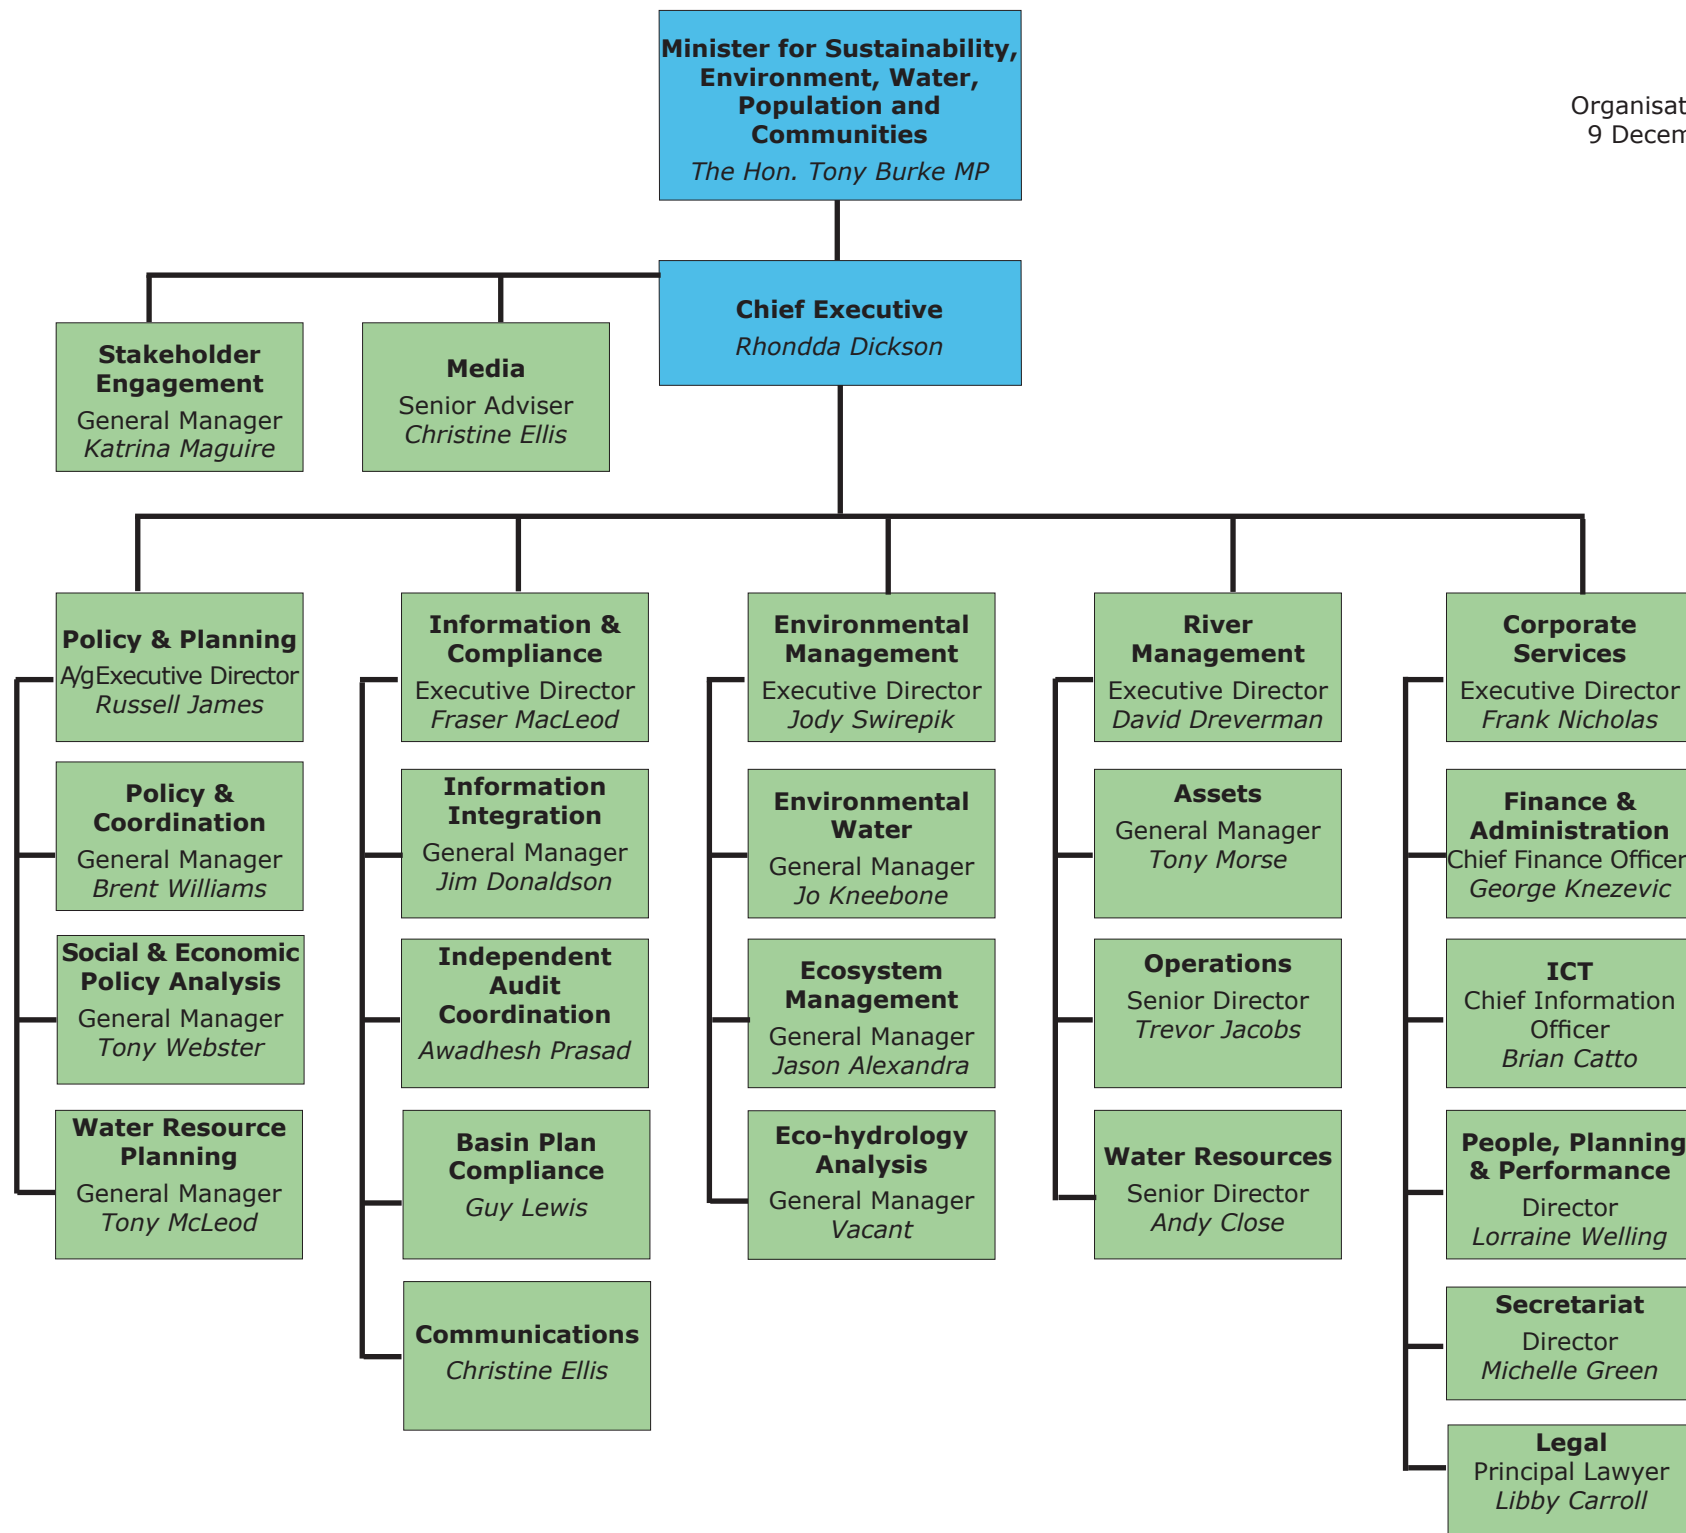 Minister for Sustainability,
Environment, Water,
Population and
Communities
The Hon. Tony Burke MP
Organisat
9 Decem
Chief Executive
Rhondda Dickson
Stakeholder
Engagement
General Manager
Katrina Maguire
Media
Senior Adviser
Christine Ellis
Policy & Planning
A/gExecutive Director
Russell James
Policy &
Coordination
General Manager
Brent Williams
Social & Economic
Policy Analysis
General Manager
Tony Webster
Water Resource
Planning
General Manager
Tony McLeod
Information &
Compliance
Executive Director
Fraser MacLeod
Information
Integration
General Manager
Jim Donaldson
Independent
Audit
Coordination
Awadhesh Prasad
Basin Plan
Compliance
Guy Lewis
Communications
Christine Ellis
Environmental
Management
Executive Director
Jody Swirepik
Environmental
Water
General Manager
Jo Kneebone
Ecosystem
Management
General Manager
Jason Alexandra
Eco-hydrology
Analysis
General Manager
Vacant
River
Management
Executive Director
David Dreverman
Assets
General Manager
Tony Morse
Operations
Senior Director
Trevor Jacobs
Water Resources
Senior Director
Andy Close
Corporate
Services
Executive Director
Frank Nicholas
Finance &
Administration
Chief Finance Officer
George Knezevic
ICT
Chief Information
Officer
Brian Catto
People, Planning
& Performance
Director
Lorraine Welling
Secretariat
Director
Michelle Green
Legal
Principal Lawyer
Libby Carroll